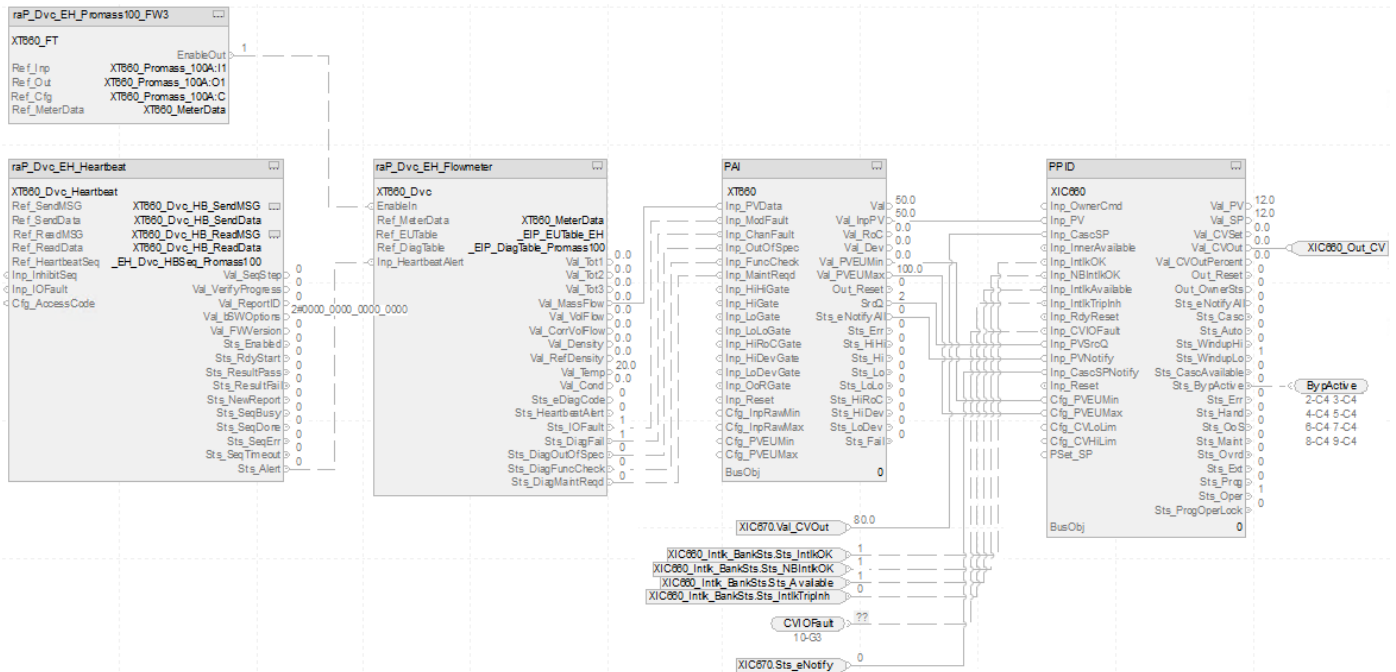 raP_Dvc_EH_Promass100_FW3
XT660_FT
EnableOut 1
Ref_Inp XT660_Promass_100A:I1
Ref_Out XT660_Promass_100A:O1
Ref_Cfg XT660_Promass_100A:C
Ref_MeterData XT660_MeterData
raP_Dvc_EH_Heartbeat
XT660_Dvc_Heartbeat
Ref_SendMSG XT660_Dvc_HB_SendMSG
Ref_SendData XT660_Dvc_HB_SendData
Ref_ReadMSG XT660_Dvc_HB_ReadMSG
Ref_ReadData XT660_Dvc_HB_ReadData
Ref_HeartbeatSeq _EH_Dvc_HBSeq_Promass100
Inp_InhibitSeq Val_SeqStep 0
Inp_IOFault Val_VerifyProgress 0
Cfg_AccessCode Val_ReportID 0
Val_bSWOptions 2#0000_0000_0000_0000
Val_FWVersion 0
Sts_Enabled 0
Sts_RdyStart 0
Sts_ResultPass 0
Sts_ResultFail 0
Sts_NewReport 0
Sts_SeqBusy 0
Sts_SeqDone 0
Sts_SeqErr 0
Sts_SeqTimeout 0
Sts_Alert 0
raP_Dvc_EH_Flowmeter
XT660_Dvc
EnableIn
Ref_MeterData XT660_MeterData
Ref_EUTable _EIP_EUTable_EH
Ref_DiagTable _EIP_DiagTable_Promass100
Inp_HeartbeatAlert Val_Tot1 0.0
Val_Tot2 0.0
Val_Tot3 0.0
Val_MassFlow 0.0
Val_VolFlow 0.0
Val_CorrVolFlow 0.0
Val_Density 0.0
Val_RefDensity 0.0
Val_Temp 20.0
Val_Cond 0.0
Sts_eDiagCode 0
Sts_HeartbeatAlert 0
Sts_IOFault 1
Sts_DiagFail 1
Sts_DiagOutOfSpec 0
Sts_DiagFuncCheck 0
Sts_DiagMaintReqd 0
PAI
XT660
Inp_PVData Val 50.0
Inp_ModFault Val_InpPV 50.0
Inp_ChanFault Val_RoC 0.0
Inp_OutOfSpec Val_Dev 0.0
Inp_FuncCheck Val_PVEUMin 0.0
Inp_MaintReqd Val_PVEUMax 100.0
Inp_HiHiGate Out_Reset 0
Inp_HiGate SrcQ 2
Inp_LoGate Sts_eNotifyAll 0
Inp_LoLoGate Sts_Err 0
Inp_HiRoCGate Sts_HiHi 0
Inp_HiDevGate Sts_Hi 0
Inp_LoDevGate Sts_Lo 0
Inp_OoRGate Sts_LoLo 0
Inp_Reset Sts_HiRoC 0
Cfg_InpRawMin Sts_HiDev 0
Cfg_InpRawMax Sts_LoDev 0
Cfg_PVEUMin Sts_Fail 0
Cfg_PVEUMax
BusObj 0
PPID
XIC660
Inp_OwnerCmd Val_PV 12.0
Inp_PV Val_SP 12.0
Inp_CascSP Val_CVSet 0.0
Inp_InnerAvailable Val_CVOut 0.0
Inp_IntlkOK Val_CVOutPercent 0.0
Inp_NBIntlkOK Out_Reset 0
Inp_IntlkAvailable Out_OwnerSts 0
Inp_IntlkTripInh Sts_eNotifyAll 0
Inp_RdyReset Sts_Casc 0
Inp_CVIOFault Sts_Auto 0
Inp_PVSrcQ Sts_WindupHi 0
Inp_PVNotify Sts_WindupLo 1
Inp_CascSPNotify Sts_CascAvailable 0
Inp_Reset Sts_BypActive 0
Cfg_PVEUMin Sts_Err 0
Cfg_PVEUMax Sts_Hand 0
Cfg_CVLoLim Sts_OoS 0
Cfg_CVHiLim Sts_Maint 0
PSet_SP Sts_Ovrd 0
Sts_Ext 0
Sts_Prog 0
Sts_Oper 1
Sts_ProgOperLock 0
BusObj 0
XIC660_Out_CV
BypActive
2-C4 3-C4
4-C4 5-C4
6-C4 7-C4
8-C4 9-C4
XIC670.Val_CVOut 80.0
XIC660_Intlk_BankSts.Sts_IntlkOK 1
XIC660_Intlk_BankSts.Sts_NBIntlkOK 1
XIC660_Intlk_BankSts.Sts_Available 1
XIC660_Intlk_BankSts.Sts_IntlkTripInh 0
CVIOFault ??
10-G3
XIC670.Sts_eNotify 0